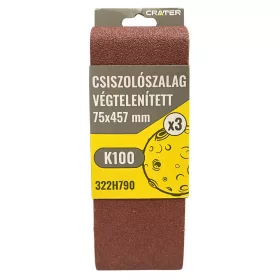 CRATER
CSISZOLÓSZALAG
VÉGTELENÍTETT
75x457 mm
x3
K100
322H790